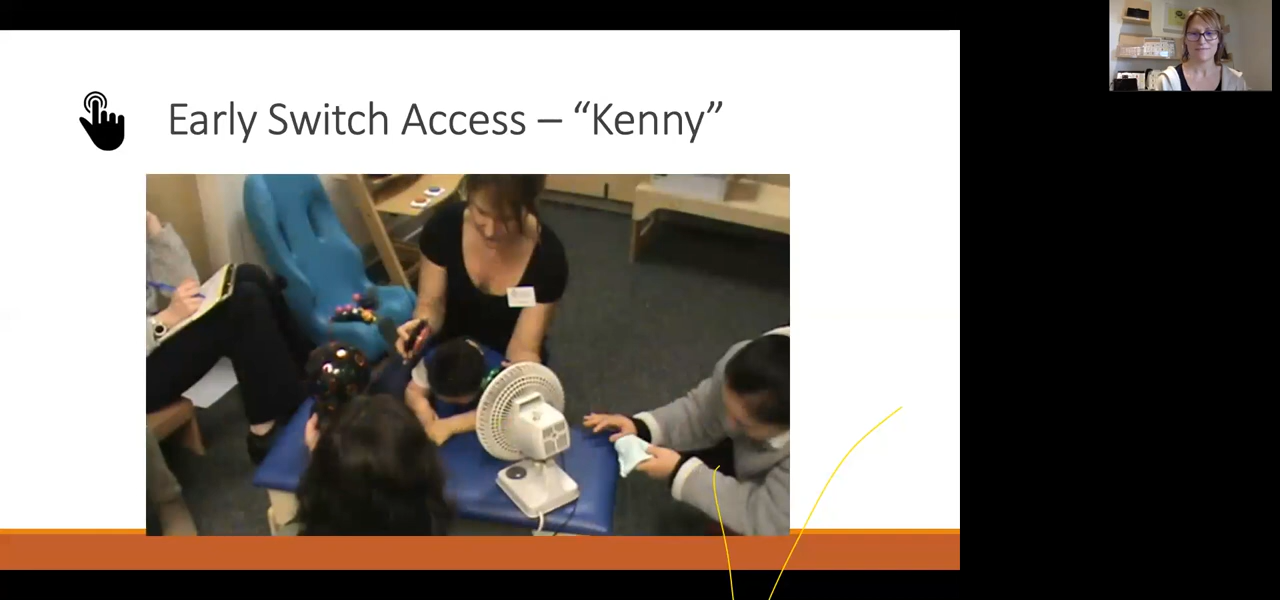 Early Switch Access – “Kenny”